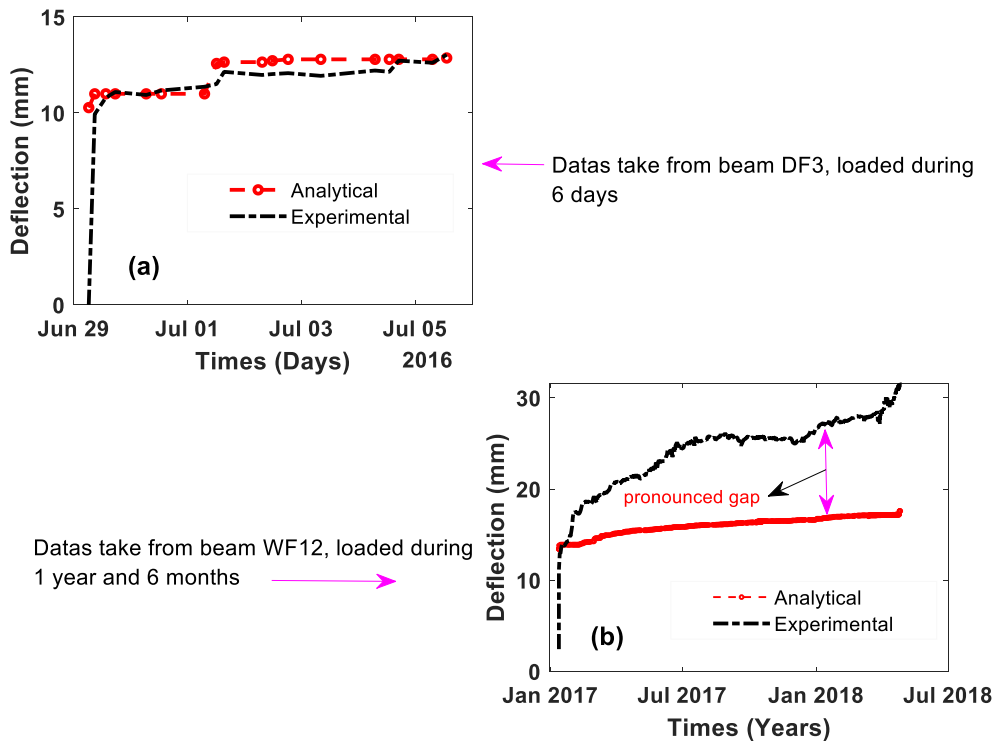 15
10
5
0
Deflection (mm)
Analytical
Experimental
(a)
Jun 29
Jul 01
Jul 03
Jul 05
Times (Days)
2016
Datas take from beam DF3, loaded during
6 days
30
20
10
0
Deflection (mm)
pronounced gap
Analytical
Experimental
(b)
Jan 2017
Jul 2017
Jan 2018
Jul 2018
Times (Years)
Datas take from beam WF12, loaded during
1 year and 6 months